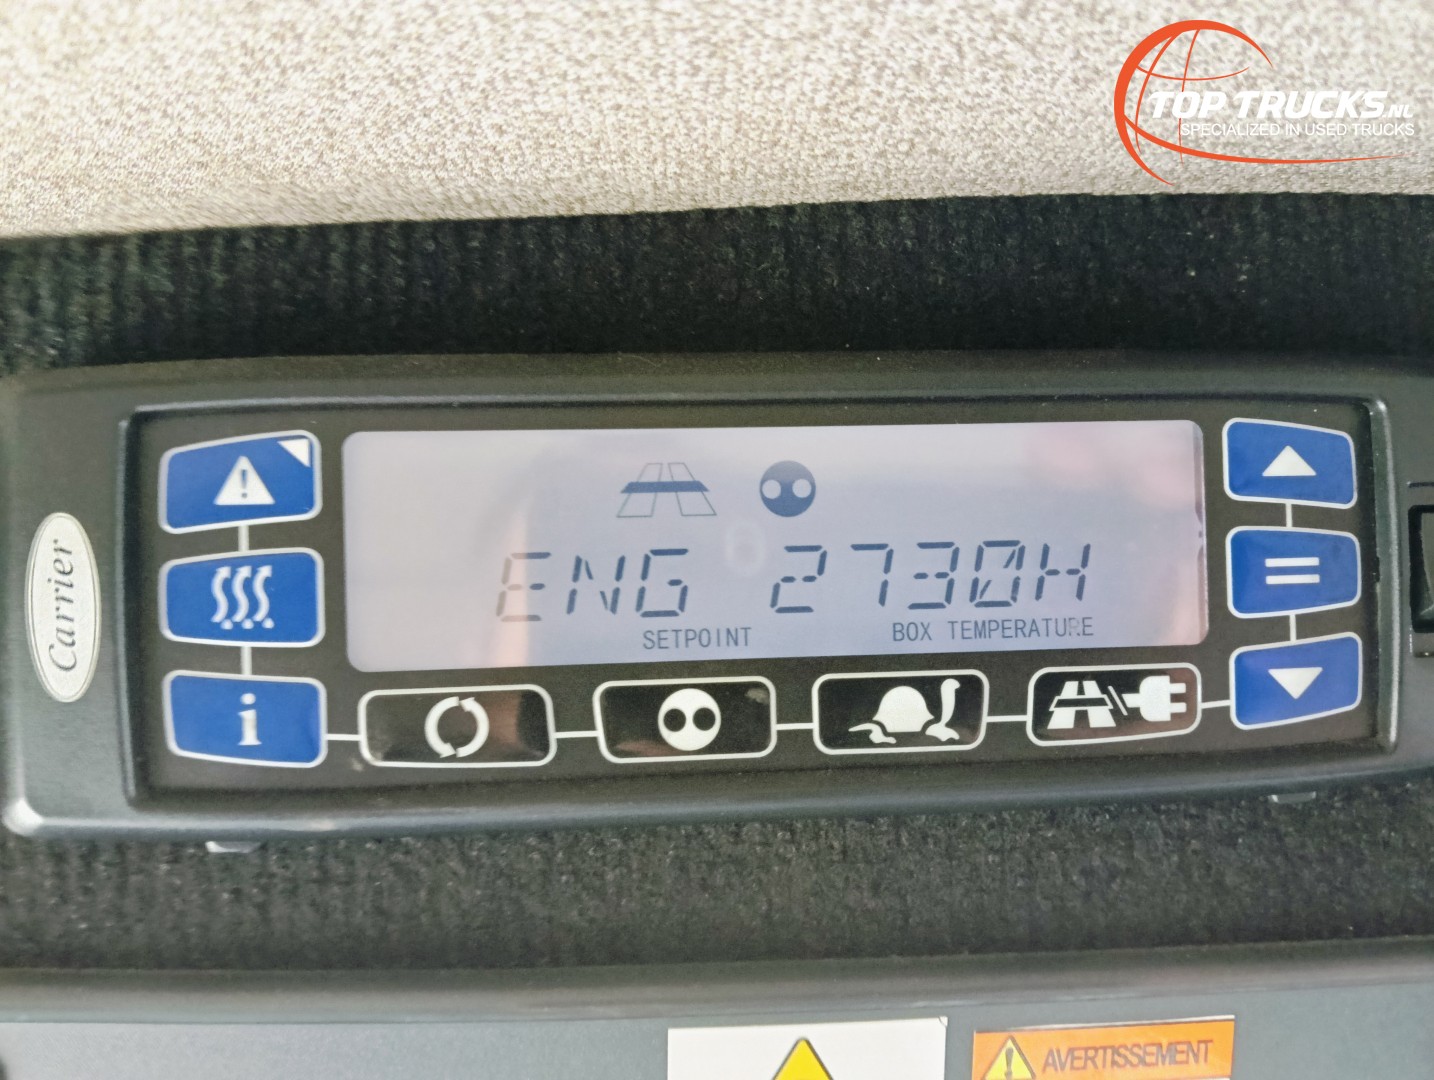 TOP TRUCKS.NL
SPECIALIZED IN USED TRUCKS
Carrier
ENG 2730H
SETPOINT BOX TEMPERATURE
i
AVERTISSEMENT